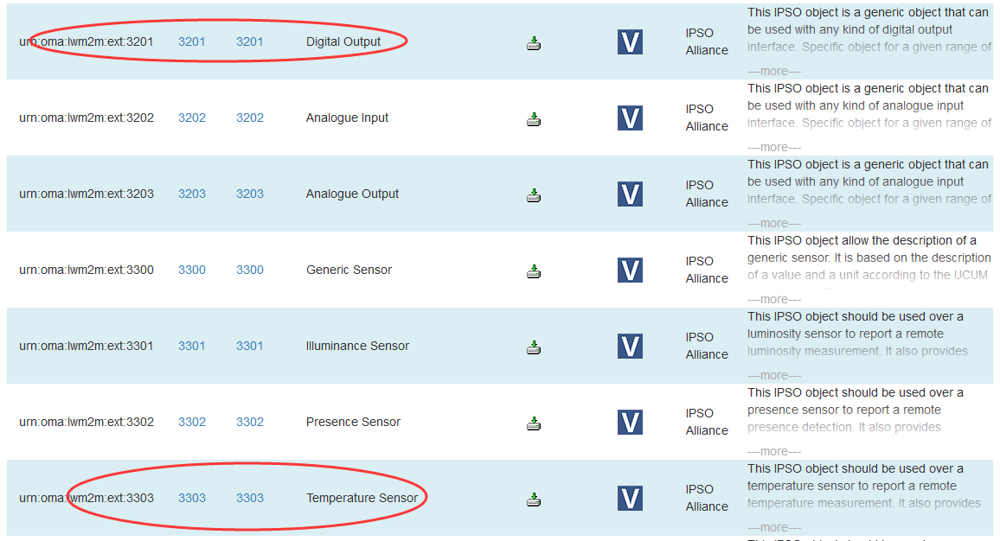 urn:oma:lwm2m:ext:3201 3201 3201 Digital Output V IPSO Alliance This IPSO object is a generic object that can
be used with any kind of digital output
interface. Specific object for a given range of
---more---
urn:oma:lwm2m:ext:3202 3202 3202 Analogue Input V IPSO Alliance This IPSO object is a generic object that can
be used with any kind of analogue input
interface. Specific object for a given range of
---more---
urn:oma:lwm2m:ext:3203 3203 3203 Analogue Output V IPSO Alliance This IPSO object is a generic object that can
be used with any kind of analogue input
interface. Specific object for a given range of
---more---
urn:oma:lwm2m:ext:3300 3300 3300 Generic Sensor V IPSO Alliance This IPSO object allow the description of a
generic sensor. It is based on the description
of a value and a unit according to the UCUM
---more---
urn:oma:lwm2m:ext:3301 3301 3301 Illuminance Sensor V IPSO Alliance This IPSO object should be used over a
luminosity sensor to report a remote
luminosity measurement. It also provides
---more---
urn:oma:lwm2m:ext:3302 3302 3302 Presence Sensor V IPSO Alliance This IPSO object should be used over a
presence sensor to report a remote
presence detection. It also provides
---more---
urn:oma:lwm2m:ext:3303 3303 3303 Temperature Sensor V IPSO Alliance This IPSO object should be used over a
temperature sensor to report a remote
temperature measurement. It also provides
---more---